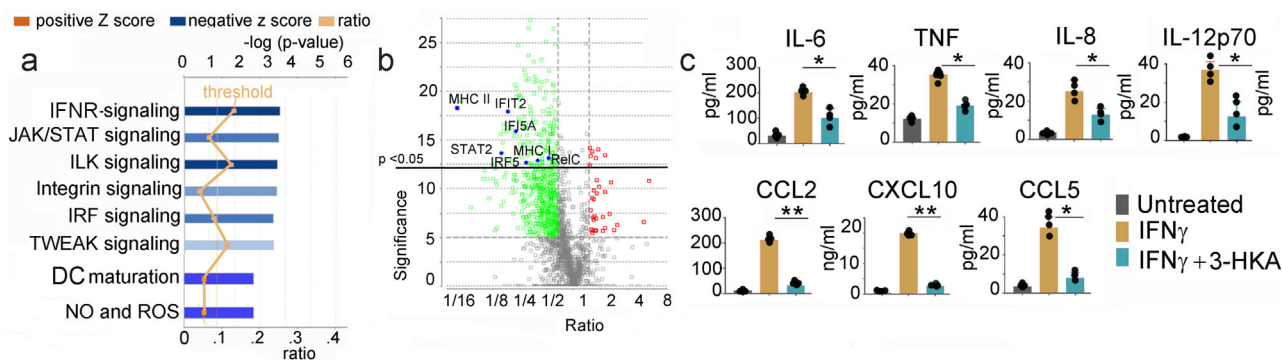 positive Z score negative z score ratio
-log (p-value)
a
0 1 2 3 4 5 6
threshold
IFNR-signaling
JAK/STAT signaling
ILK signaling
Integrin signaling
IRF signaling
TWEAK signaling
DC maturation
NO and ROS
0 .1 .2 .3 .4
ratio
b
25
20
15
10
5
0
Significance
p <0.05
MHC II
IFIT2
IFI5A
STAT2
MHC I
IRF5
RelC
1/16 1/8 1/4 1/2 1 1 2 4 8
Ratio
c
IL-6
pg/ml
300
200
100
0
*
TNF
pg/ml
40
20
0
*
IL-8
pg/ml
40
20
0
*
IL-12p70
pg/ml
40
20
0
*
CCL2
pg/ml
300
200
100
0
**
CXCL10
ng/ml
20
10
0
**
CCL5
pg/ml
40
20
0
*
Untreated
IFNγ
IFNγ+3-HKA